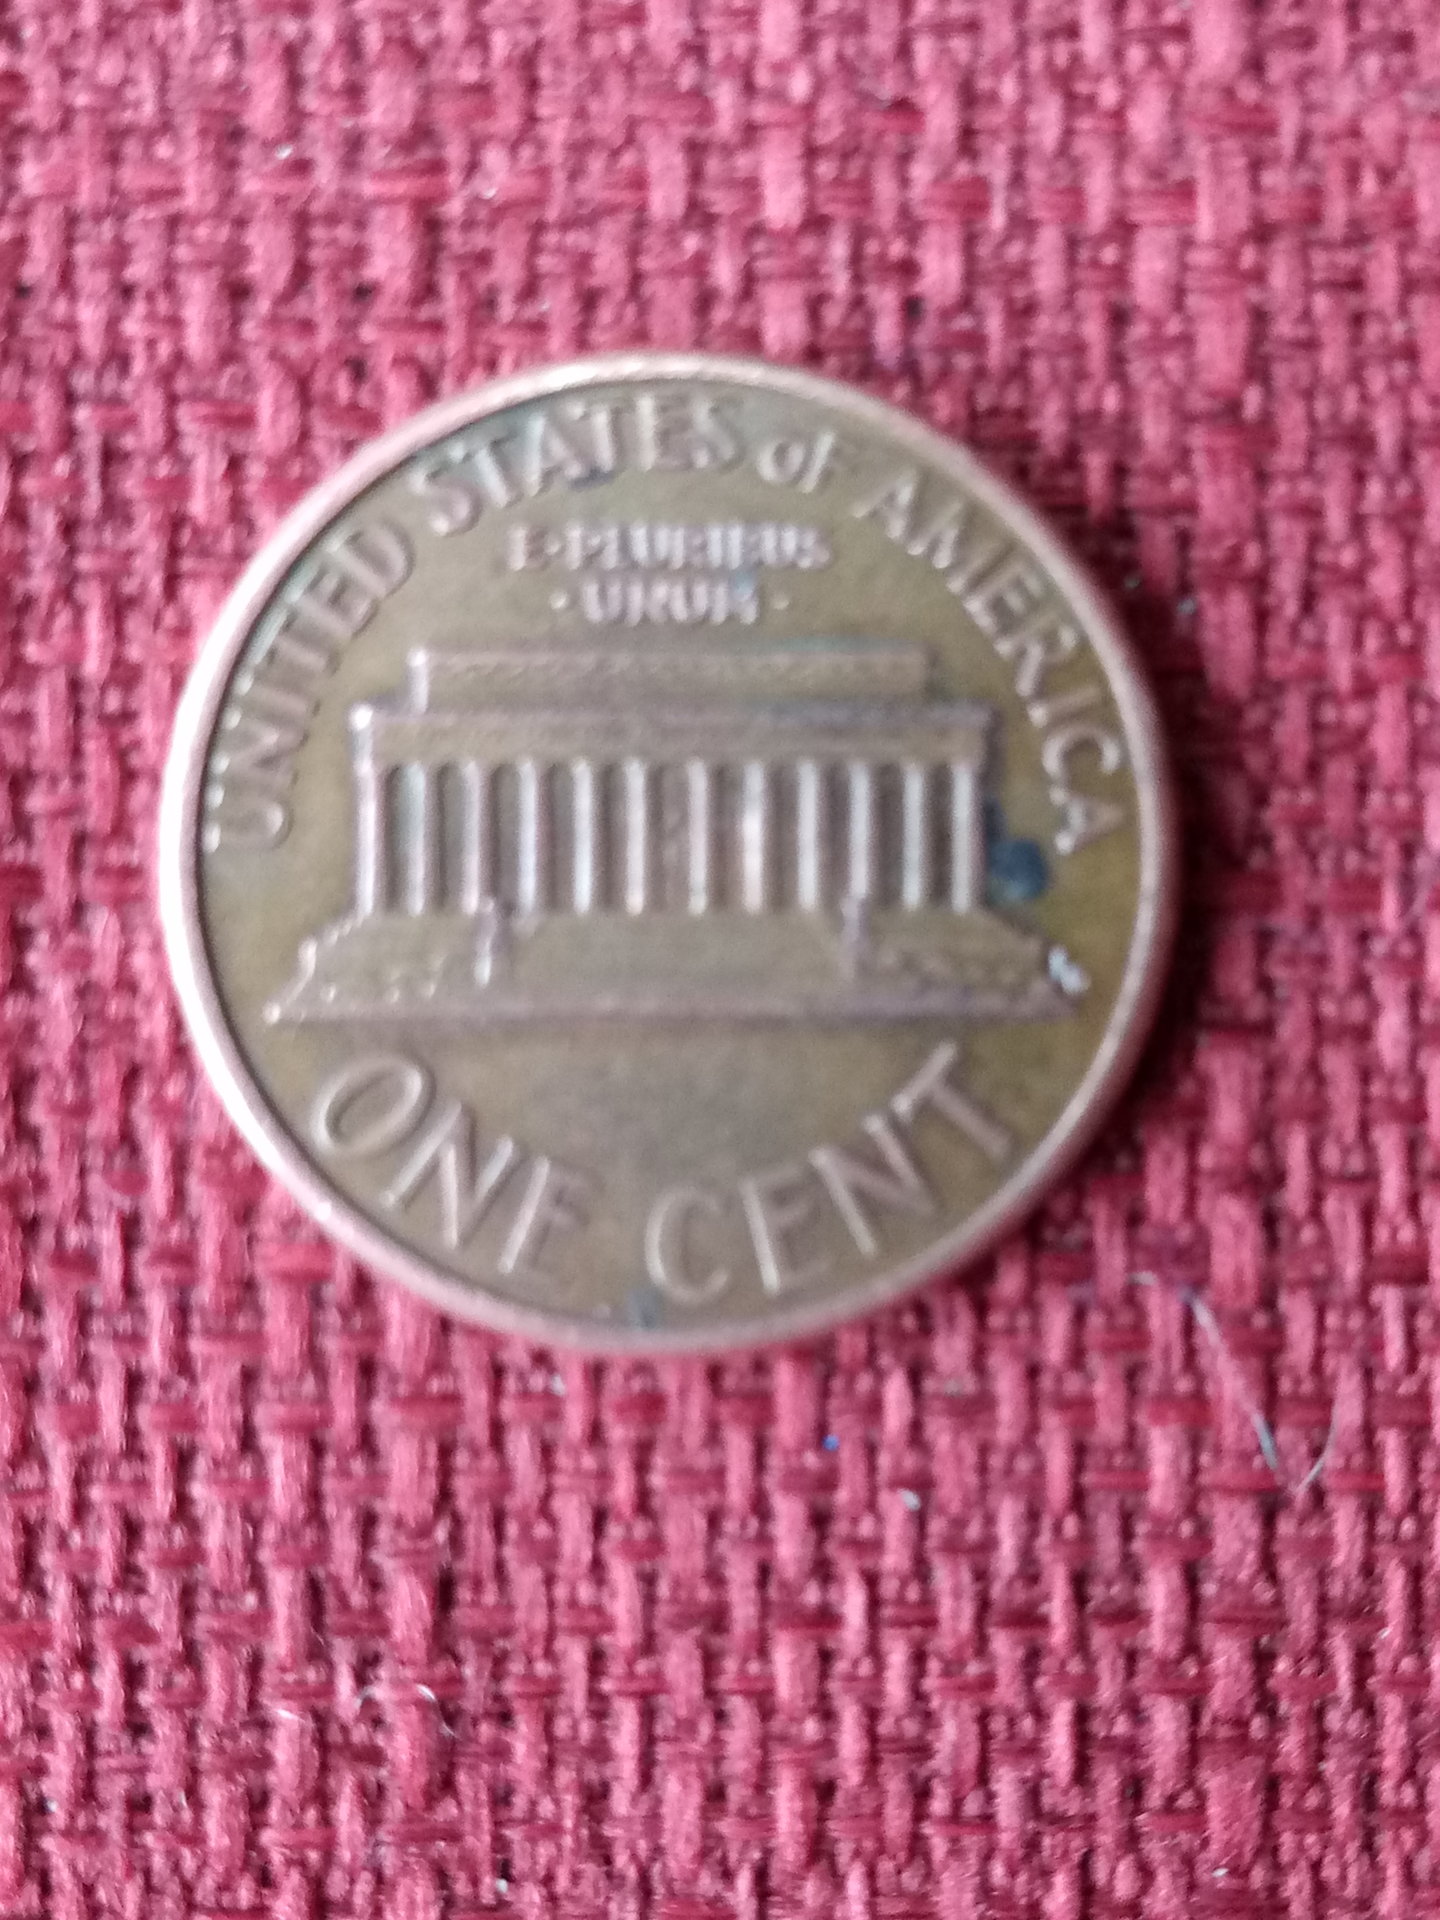 UNITED STATES of AMERICA
E·PLURIBUS
·UNUM·
ONE CENT